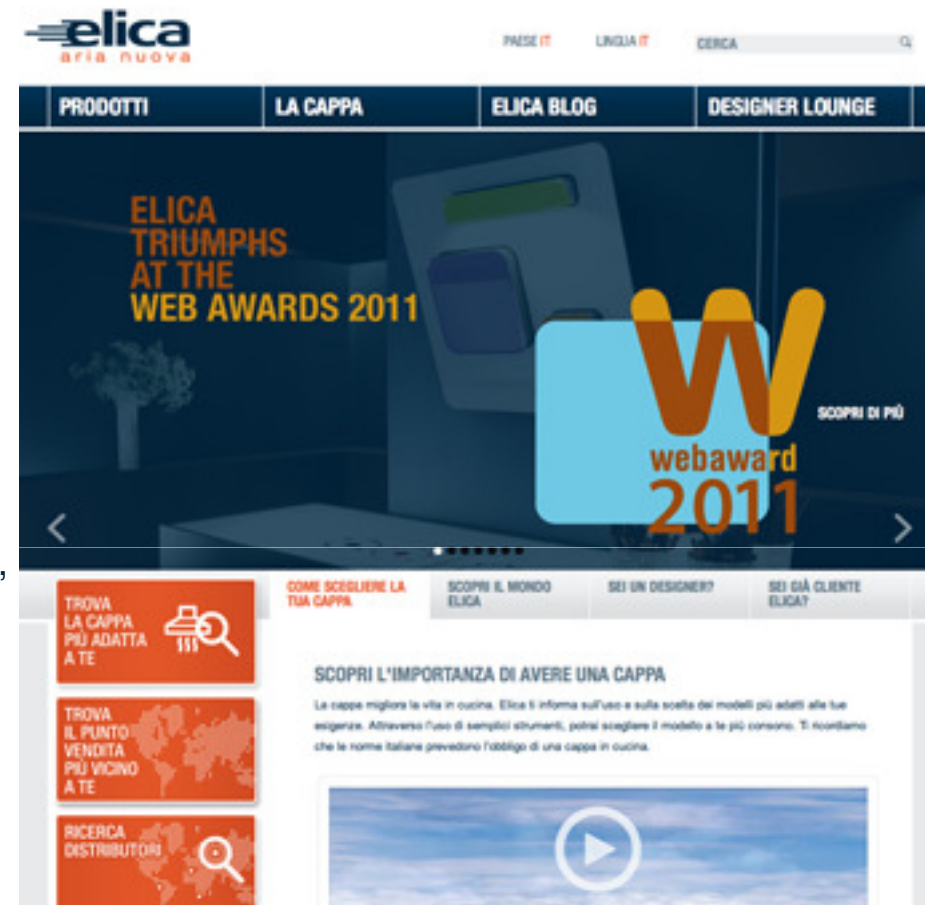 elica
aria nuova
PAESE IT
LINGUA IT
CERCA
PRODOTTI
LA CAPPA
ELICA BLOG
DESIGNER LOUNGE
ELICA
TRIUMPHS
AT THE
WEB AWARDS 2011
W
webaward
2011
SCOPRI DI PIÙ
,
TROVA
LA CAPPA
PIÙ ADATTA
A TE
TROVA
IL PUNTO
VENDITA
PIÙ VICINO
A TE
RICERCA
DISTRIBUTORI
COME SCEGLIERE LA
TUA CAPPA
SCOPRI IL MONDO
ELICA
SEI UN DESIGNER?
SEI GIÀ CLIENTE
ELICA?
SCOPRI L'IMPORTANZA DI AVERE UNA CAPPA
La cappa migliora la vita in cucina. Elica ti informa sull'uso e sulla scelta dei modelli più adatti alle tue
esigenze. Attraverso l'uso di semplici strumenti, potrai scegliere il modello a te più consono. Ti ricordiamo
che le norme italiane prevedono l'obbligo di una cappa in cucina.